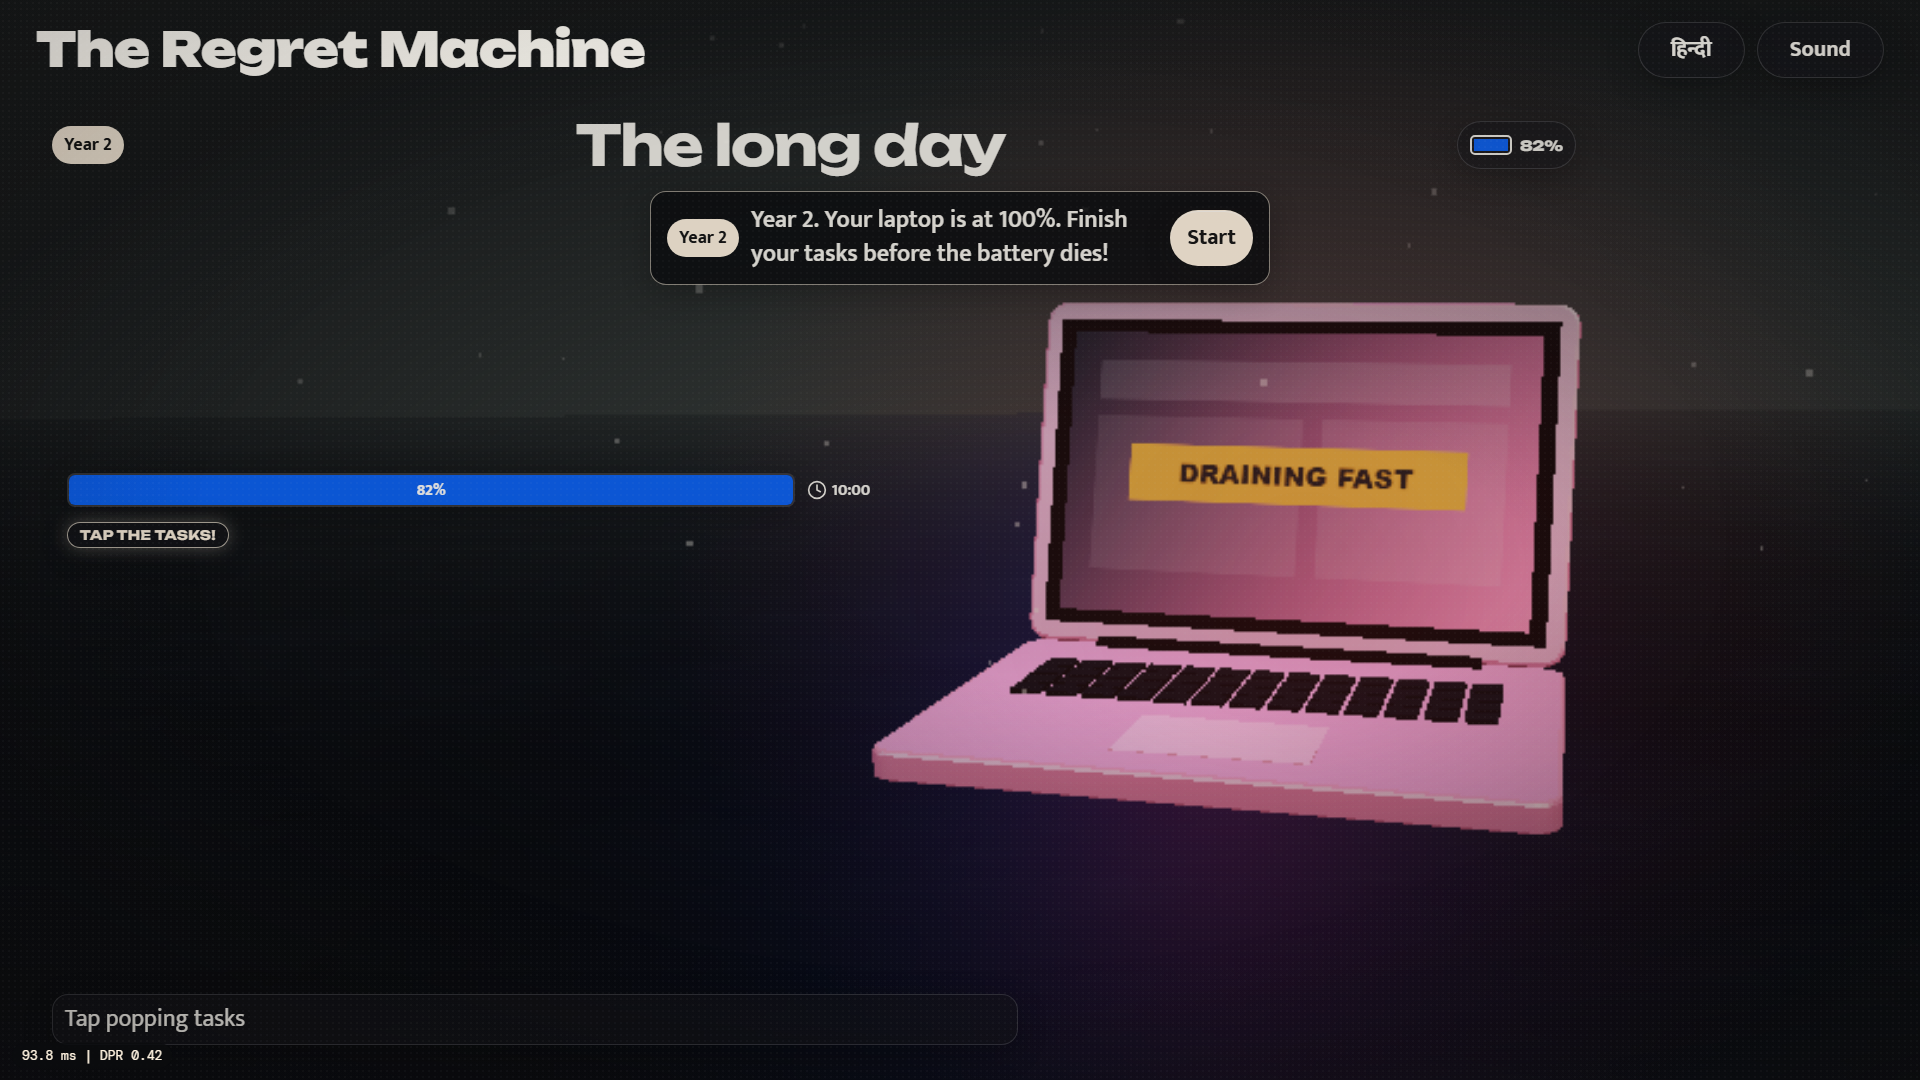 The Regret Machine
हिन्दी
Sound
Year 2
The long day
82%
Year 2
Year 2. Your laptop is at 100%. Finish
your tasks before the battery dies!
Start
DRAINING FAST
82%
10:00
TAP THE TASKS!
Tap popping tasks
93.8 ms | DPR 0.42